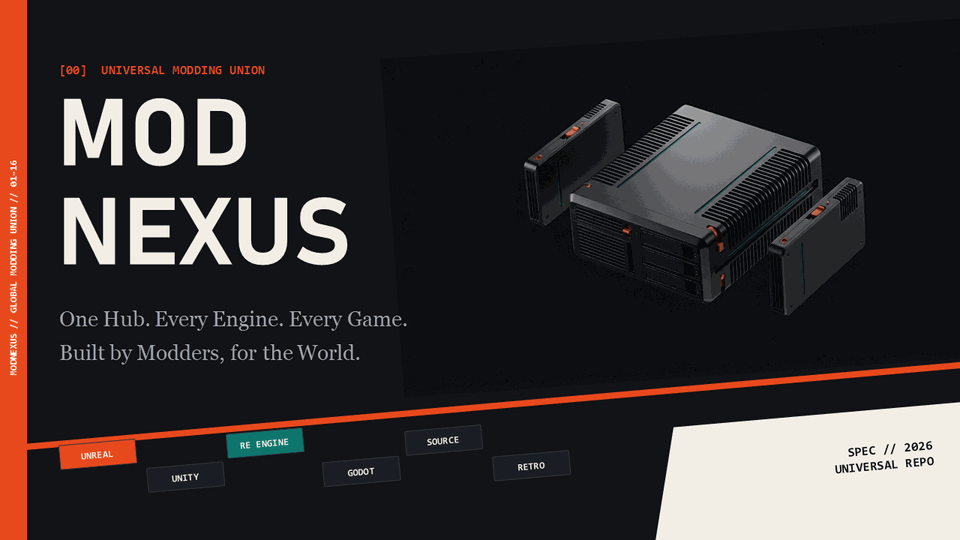 [00] UNIVERSAL MODDING UNION
MOD
NEXUS
One Hub. Every Engine. Every Game.
Built by Modders, for the World.
MODNEXUS // GLOBAL MODDING UNION // 01-16
UNREAL
UNITY
RE ENGINE
GODOT
SOURCE
RETRO
SPEC // 2026
UNIVERSAL REPO